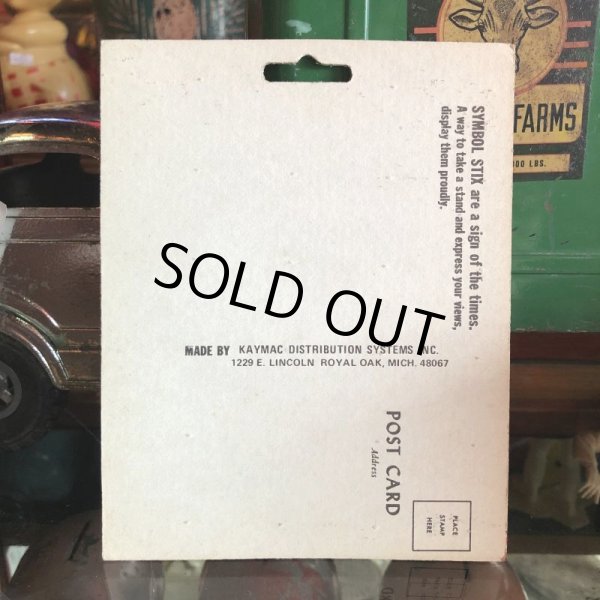 SYMBOL STIX are a sign of the times.
A way to take a stand and express your views,
display them proudly.
SOLD OUT
MADE BY KAYMAC DISTRIBUTION SYSTEMS INC.
1229 E. LINCOLN ROYAL OAK, MICH. 48067
POST CARD
Address
PLACE
STAMP
HERE
FARMS
100 LBS.